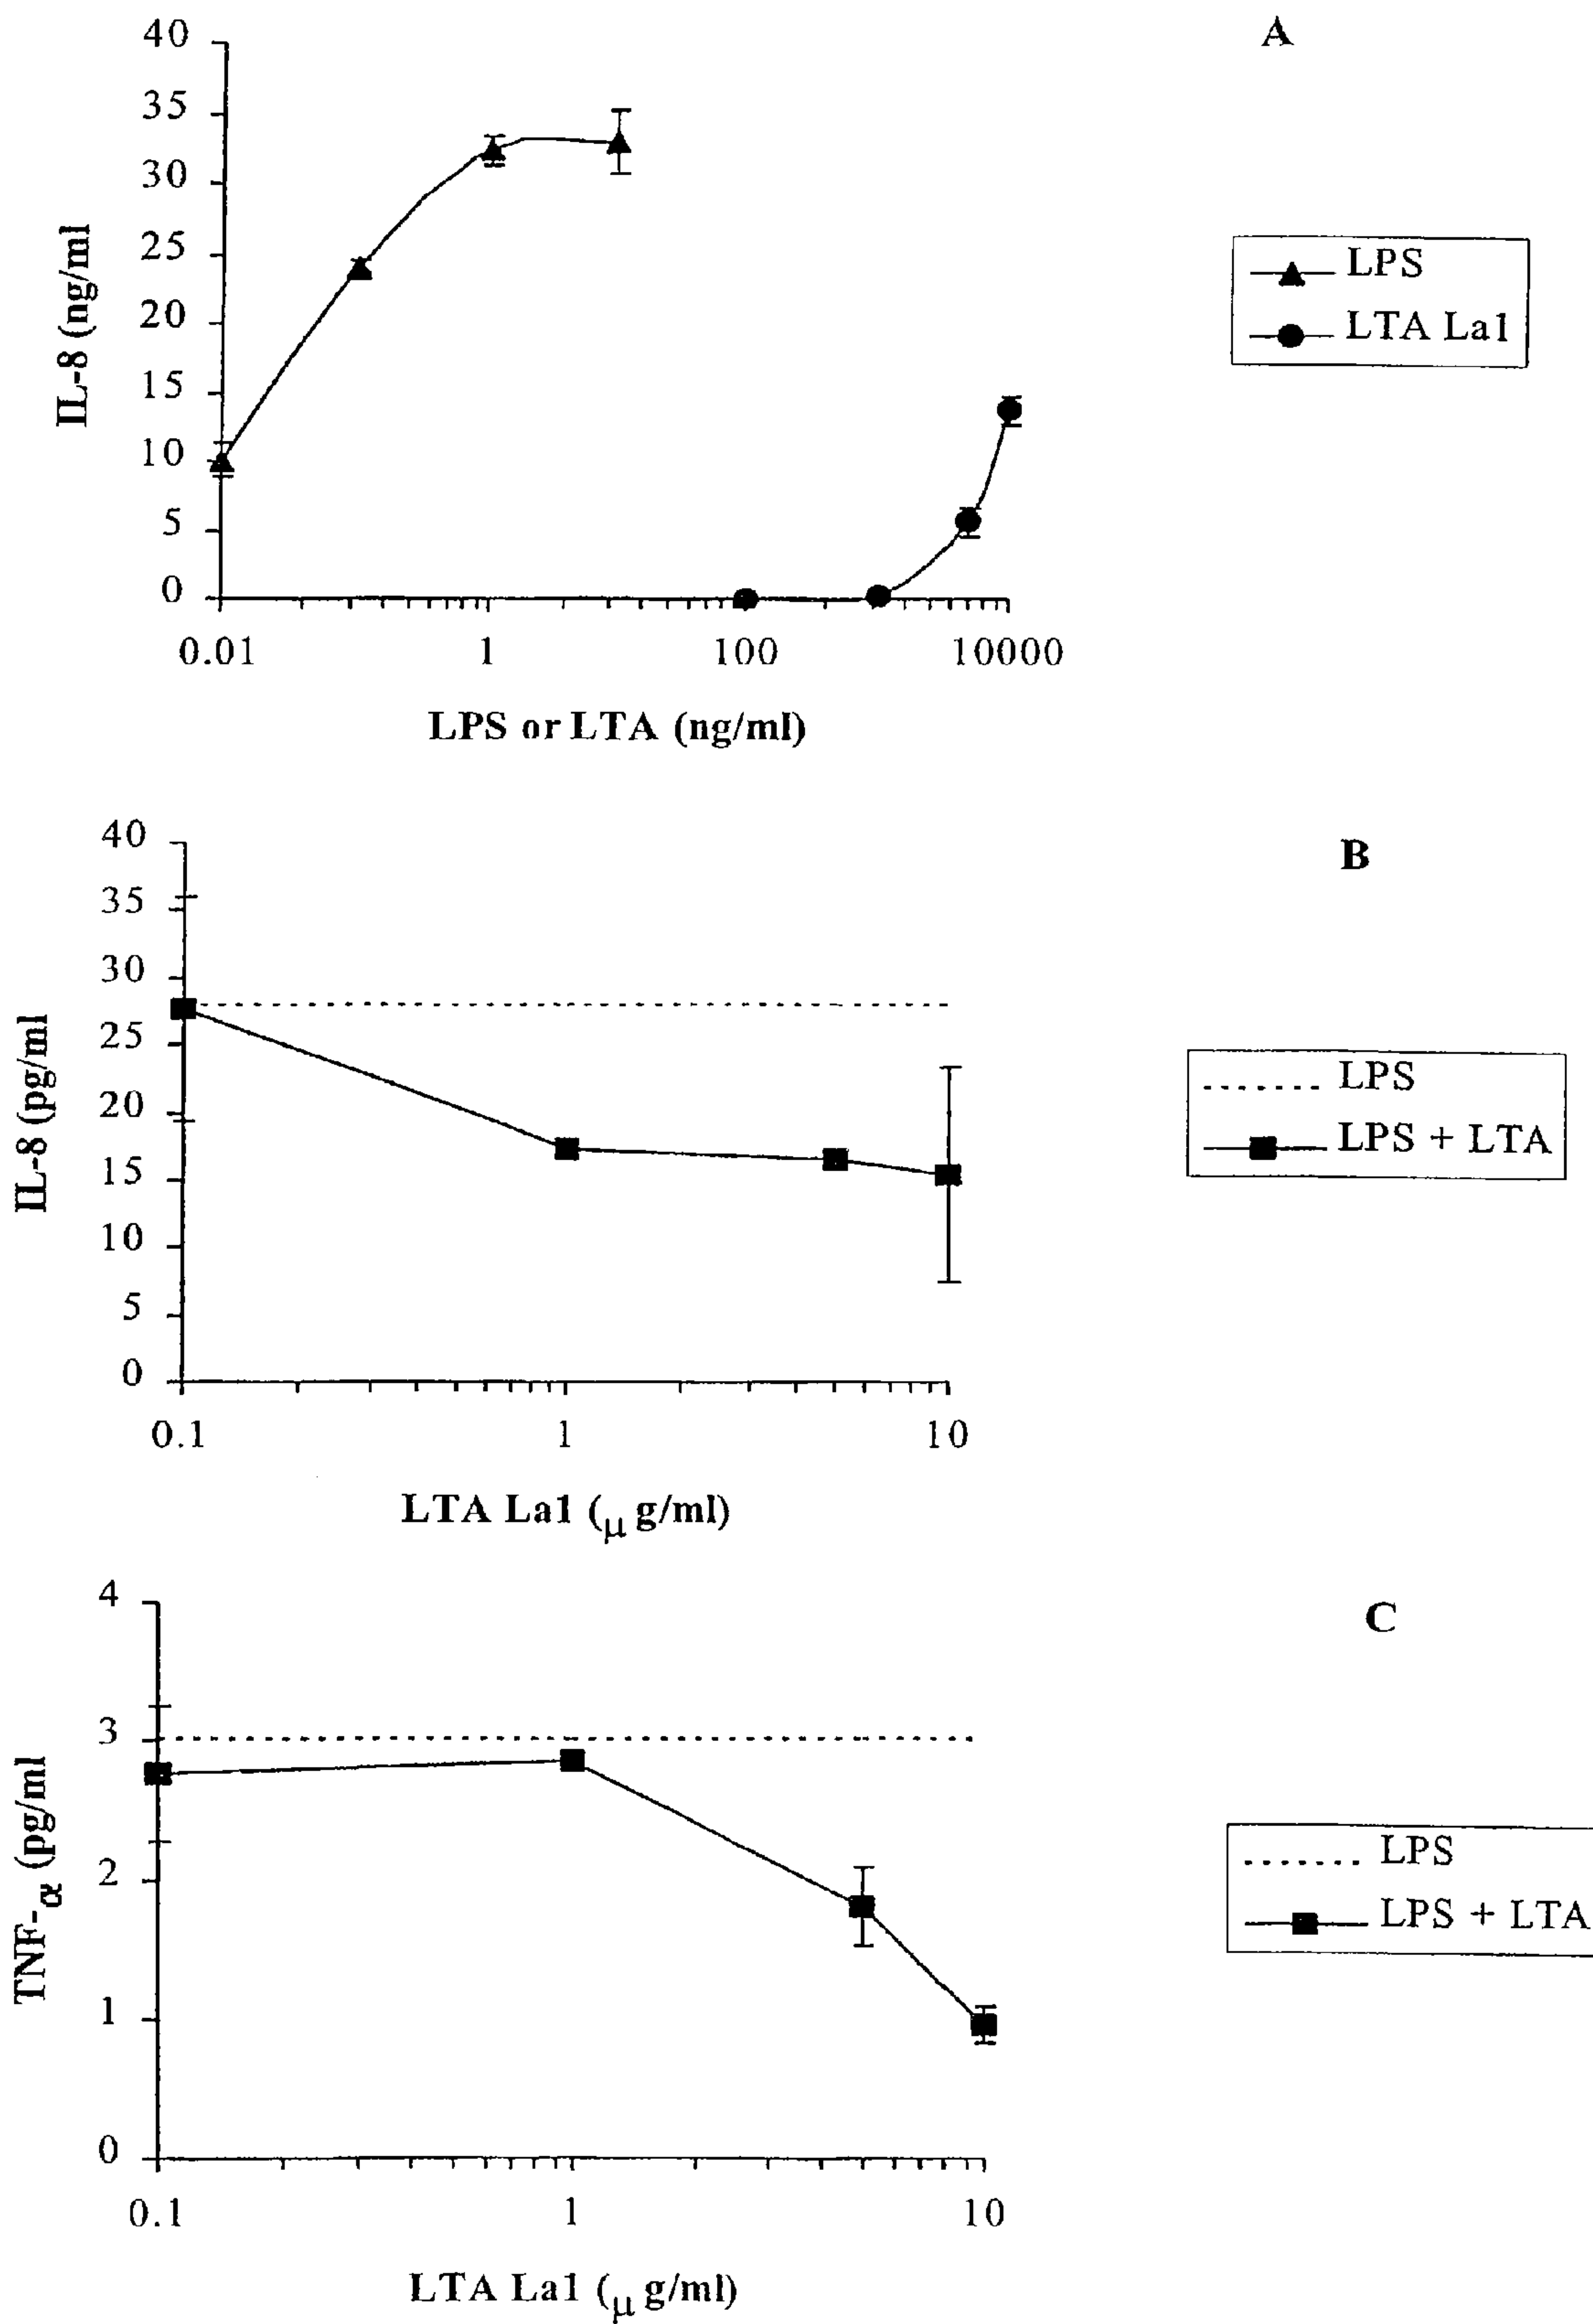 A
40
35
30
25
20
15
10
5
0
IL-8 (ng/ml)
0.01 1 100 10000
LPS or LTA (ng/ml)
LPS
LTA La1
B
40
35
30
25
20
15
10
5
0
IL-8 (pg/ml)
0.1 1 10
LTA La1 (μ g/ml)
LPS
LPS + LTA
C
4
3
2
1
0
TNF-α (pg/ml)
0.1 1 10
LTA La1 (μ g/ml)
LPS
LPS + LTA